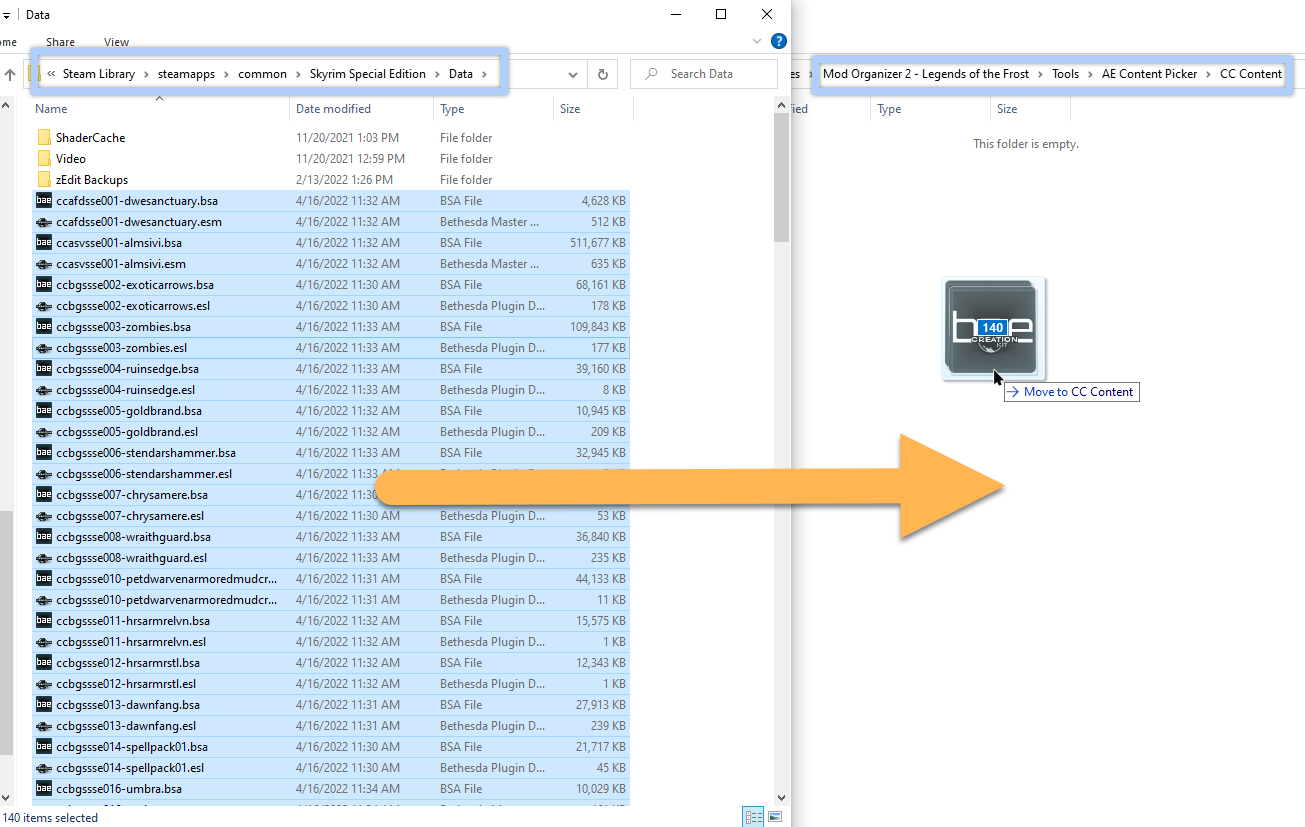 Data
ome Share View
« Steam Library > steamapps > common > Skyrim Special Edition > Data > Search Data
es > Mod Organizer 2 - Legends of the Frost > Tools > AE Content Picker > CC Content
Name Date modified Type Size
ified Type Size
This folder is empty.
ShaderCache 11/20/2021 1:03 PM File folder
Video 11/20/2021 12:59 PM File folder
zEdit Backups 2/13/2022 1:26 PM File folder
bae ccafdsse001-dwesanctuary.bsa 4/16/2022 11:32 AM BSA File 4,628 KB
ccafdsse001-dwesanctuary.esm 4/16/2022 11:32 AM Bethesda Master ... 512 KB
bae ccasvsse001-almsivi.bsa 4/16/2022 11:32 AM BSA File 511,677 KB
ccasvsse001-almsivi.esm 4/16/2022 11:32 AM Bethesda Master ... 635 KB
bae ccbgssse002-exoticarrows.bsa 4/16/2022 11:30 AM BSA File 68,161 KB
ccbgssse002-exoticarrows.esl 4/16/2022 11:30 AM Bethesda Plugin D... 178 KB
bae ccbgssse003-zombies.bsa 4/16/2022 11:33 AM BSA File 109,843 KB
ccbgssse003-zombies.esl 4/16/2022 11:33 AM Bethesda Plugin D... 177 KB
bae ccbgssse004-ruinsedge.bsa 4/16/2022 11:33 AM BSA File 39,160 KB
ccbgssse004-ruinsedge.esl 4/16/2022 11:33 AM Bethesda Plugin D... 8 KB
bae ccbgssse005-goldbrand.bsa 4/16/2022 11:32 AM BSA File 10,945 KB
ccbgssse005-goldbrand.esl 4/16/2022 11:32 AM Bethesda Plugin D... 209 KB
bae ccbgssse006-stendarshammer.bsa 4/16/2022 11:33 AM BSA File 32,945 KB
ccbgssse006-stendarshammer.esl 4/16/2022 11:33
bae ccbgssse007-chrysamere.bsa 4/16/2022 11:30
ccbgssse007-chrysamere.esl 4/16/2022 11:30 AM Bethesda Plugin D... 53 KB
bae ccbgssse008-wraithguard.bsa 4/16/2022 11:33 AM BSA File 36,840 KB
ccbgssse008-wraithguard.esl 4/16/2022 11:33 AM Bethesda Plugin D... 235 KB
bae ccbgssse010-petdwarvenarmoredmudcr... 4/16/2022 11:31 AM BSA File 44,133 KB
ccbgssse010-petdwarvenarmoredmudcr... 4/16/2022 11:31 AM Bethesda Plugin D... 11 KB
bae ccbgssse011-hrsarmrelvn.bsa 4/16/2022 11:32 AM BSA File 15,575 KB
ccbgssse011-hrsarmrelvn.esl 4/16/2022 11:32 AM Bethesda Plugin D... 1 KB
bae ccbgssse012-hrsarmrstl.bsa 4/16/2022 11:32 AM BSA File 12,343 KB
ccbgssse012-hrsarmrstl.esl 4/16/2022 11:32 AM Bethesda Plugin D... 1 KB
bae ccbgssse013-dawnfang.bsa 4/16/2022 11:31 AM BSA File 27,913 KB
ccbgssse013-dawnfang.esl 4/16/2022 11:31 AM Bethesda Plugin D... 239 KB
bae ccbgssse014-spellpack01.bsa 4/16/2022 11:30 AM BSA File 21,717 KB
ccbgssse014-spellpack01.esl 4/16/2022 11:30 AM Bethesda Plugin D... 45 KB
bae ccbgssse016-umbra.bsa 4/16/2022 11:34 AM BSA File 10,029 KB
140 items selected
140
CREATION
KIT
Move to CC Content